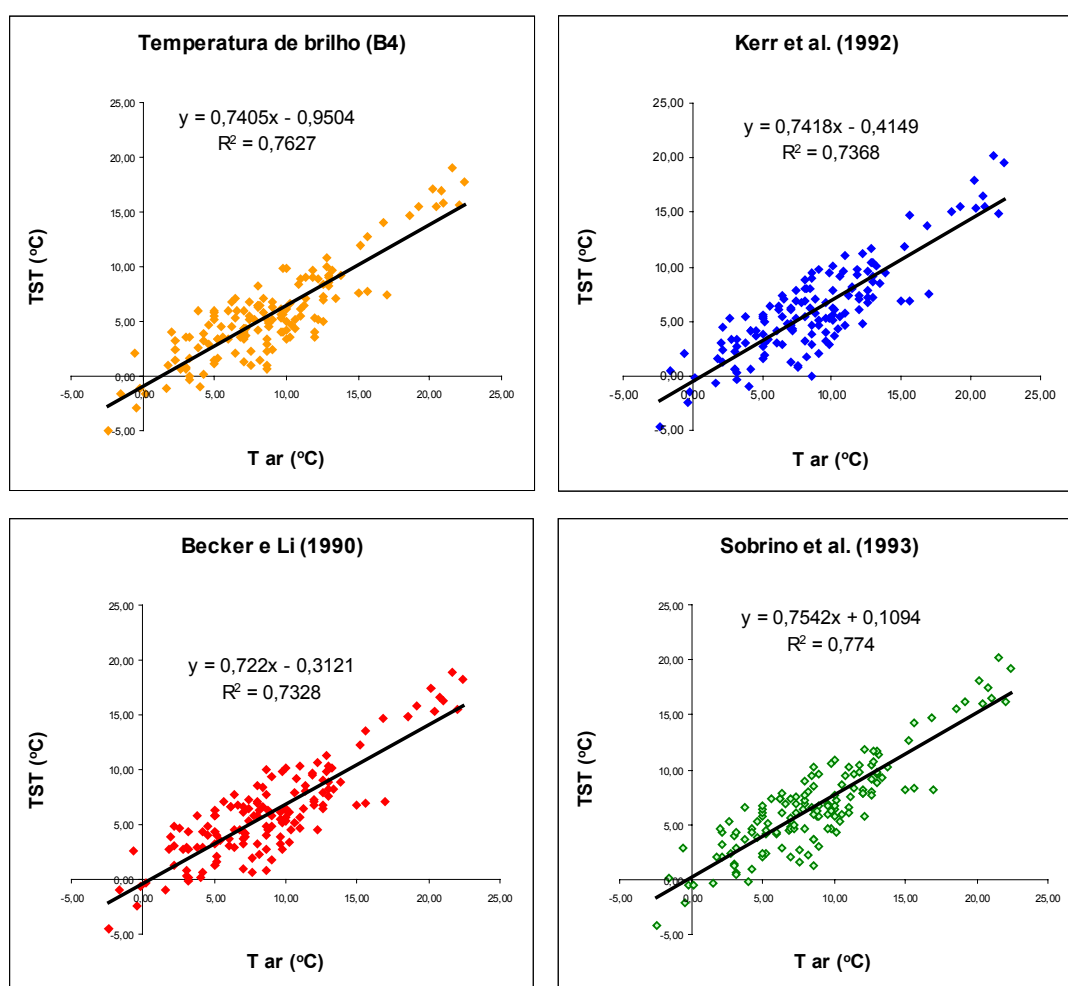 Temperatura de brilho (B4)
y = 0,7405x - 0,9504
R² = 0,7627
25,00
20,00
15,00
10,00
5,00
0,00
-5,00
-5,00 0,00 5,00 10,00 15,00 20,00 25,00
TST (ºC)
T ar (ºC)
Kerr et al. (1992)
y = 0,7418x - 0,4149
R² = 0,7368
25,00
20,00
15,00
10,00
5,00
0,00
-5,00
-5,00 0,00 5,00 10,00 15,00 20,00 25,00
TST (ºC)
T ar (ºC)
Becker e Li (1990)
y = 0,722x - 0,3121
R² = 0,7328
25,00
20,00
15,00
10,00
5,00
0,00
-5,00
-5,00 0,00 5,00 10,00 15,00 20,00 25,00
TST (ºC)
T ar (ºC)
Sobrino et al. (1993)
y = 0,7542x + 0,1094
R² = 0,774
25,00
20,00
15,00
10,00
5,00
0,00
-5,00
-5,00 0,00 5,00 10,00 15,00 20,00 25,00
TST (ºC)
T ar (ºC)